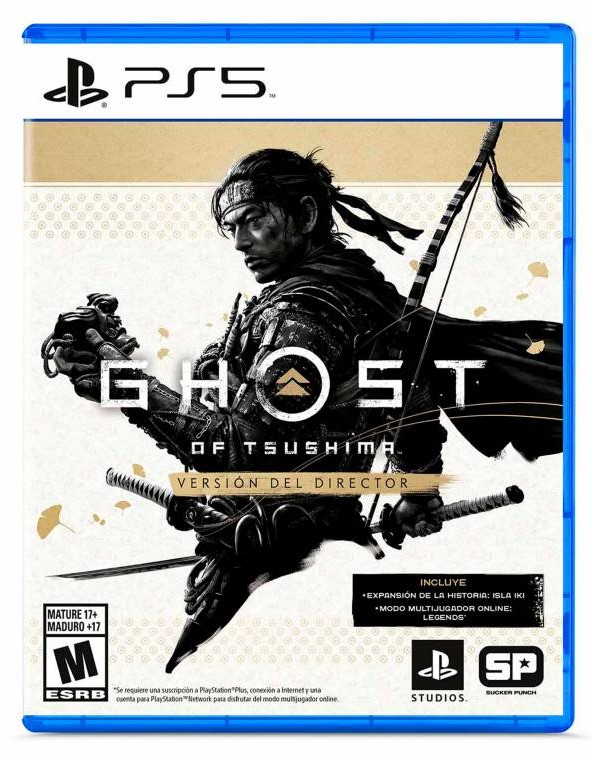 PS5
GHOST
OF TSUSHIMA
VERSIÓN DEL DIRECTOR
INCLUYE
•EXPANSIÓN DE LA HISTORIA: ISLA IKI
•MODO MULTIJUGADOR ONLINE:
LEGENDS*
MATURE 17+
MADURO +17
M
ESRB
*Se requiere una suscripción a PlayStation®Plus, conexión a Internet y una
cuenta para PlayStation™Network para disfrutar del modo multijugador online.
STUDIOS™
SP
SUCKER PUNCH